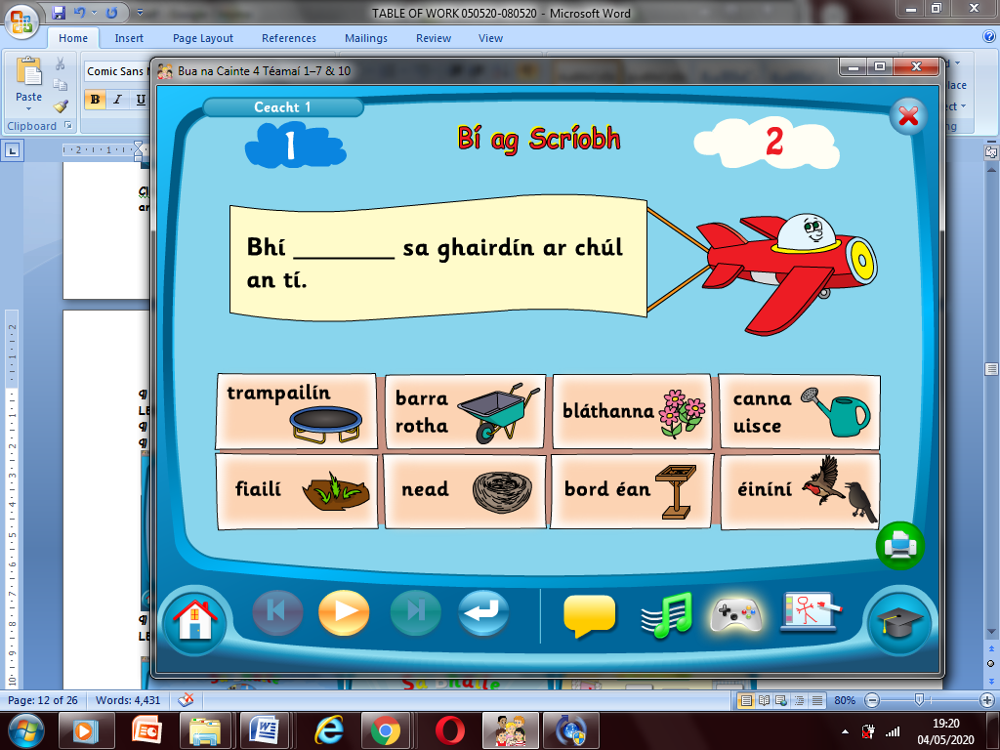 TABLE OF WORK 050520-080520 - Microsoft Word
Home Insert Page Layout References Mailings Review View
Paste
Clipboard
Comic Sans
B I U
Bua na Cainte 4 Téamaí 1–7 & 10
Ceacht 1
1
Bí ag Scríobh
2
Bhí ________ sa ghairdín ar chúl
an tí.
trampailín
barra
rotha
bláthanna
canna
uisce
fiailí
nead
bord éan
éiníní
Page: 12 of 26 Words: 4,431
80%
19:20
04/05/2020